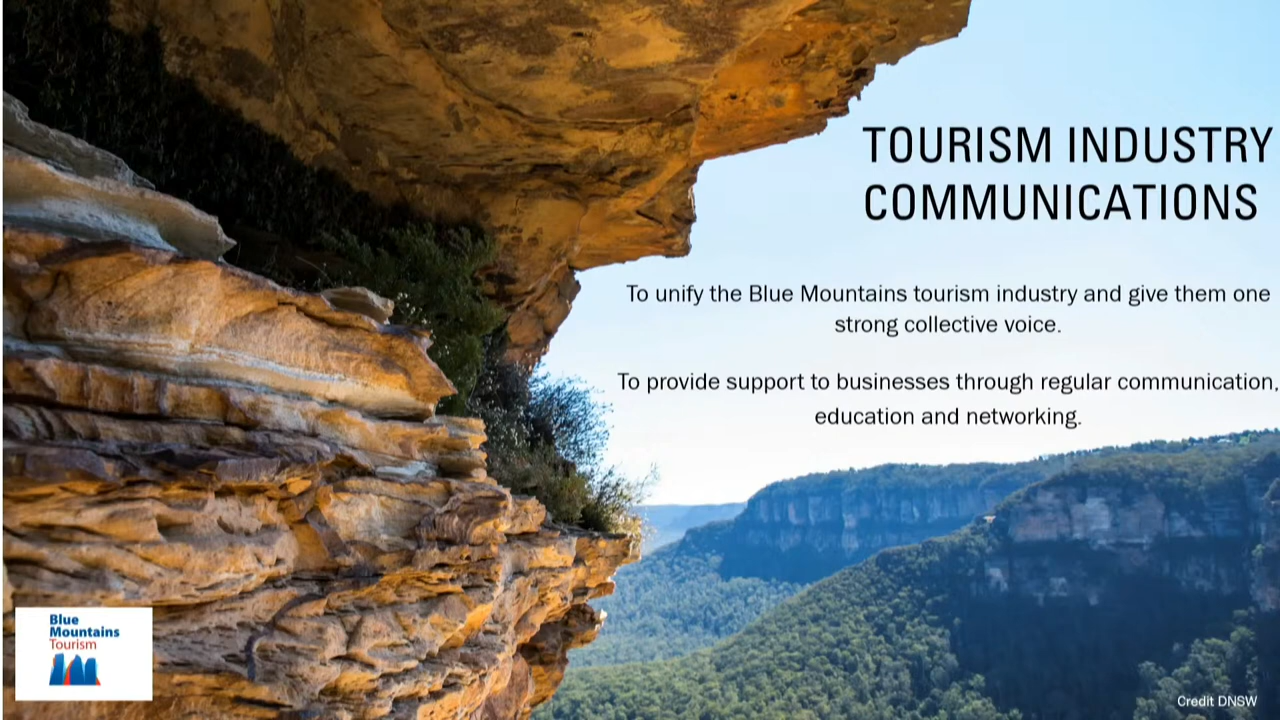 TOURISM INDUSTRY
COMMUNICATIONS
To unify the Blue Mountains tourism industry and give them one
strong collective voice.
To provide support to businesses through regular communication,
education and networking.
Blue
Mountains
Tourism
Credit DNSW